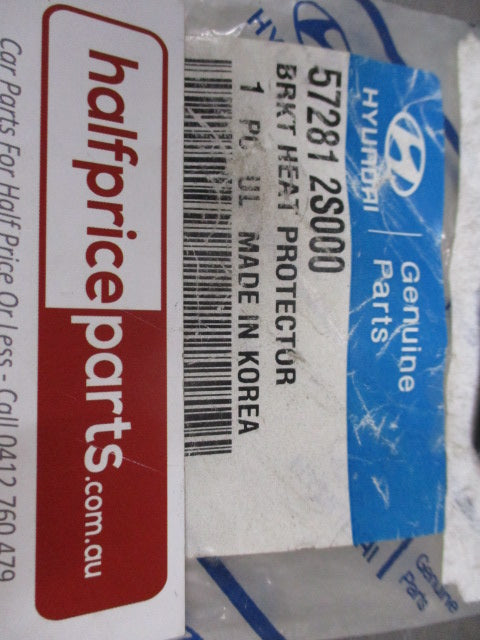 HYUNDAI
Genuine
Parts
57281 2S000
BRKT HEAT PROTECTOR
1 PC UL MADE IN KOREA
halfpriceparts.com.au
Car Parts For Half Price Or Less - Call 0412 760 479
Genuine
Parts